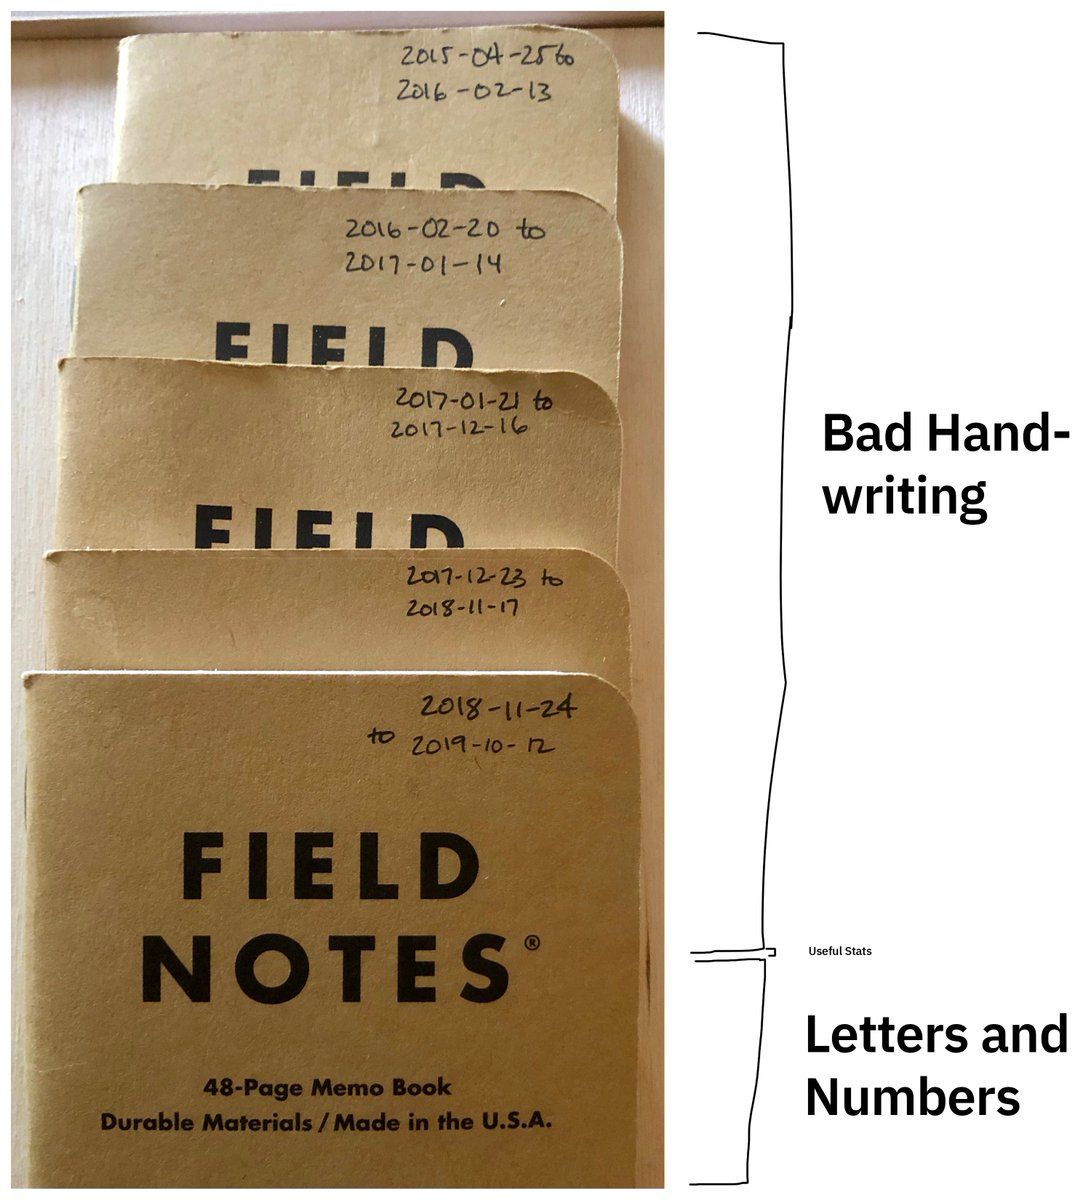 2015-04-25 to
2016-02-13
FIELD
2016-02-20 to
2017-01-14
FIELD
2017-01-21 to
2017-12-16
FIELD
2017-12-23 to
2018-11-17
2018-11-24
to 2019-10-12
FIELD
NOTES®
48-Page Memo Book
Durable Materials / Made in the U.S.A.
Bad Hand-
writing
Useful Stats
Letters and
Numbers